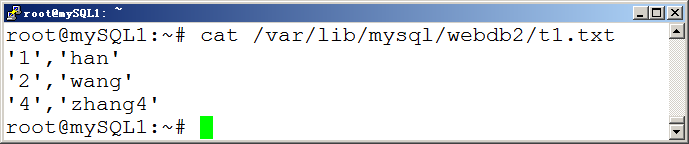 root@mySQL1: ~
root@mySQL1:~# cat /var/lib/mysql/webdb2/t1.txt
'1','han'
'2','wang'
'4','zhang4'
root@mySQL1:~#